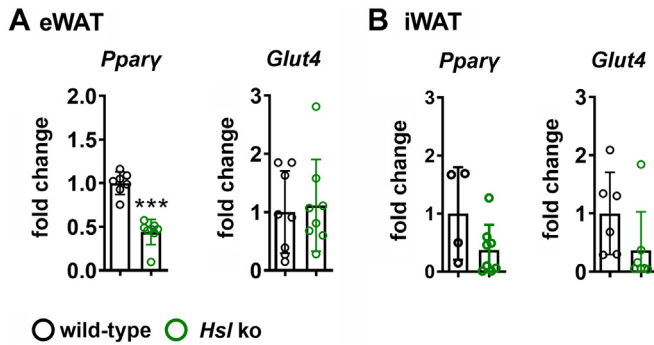 A eWAT
B iWAT
Pparγ
Glut4
Pparγ
Glut4
fold change
2.0
1.5
1.0
0.5
0
***
fold change
3
2
1
0
fold change
3
2
1
0
fold change
3
2
1
0
wild-type
Hsl ko